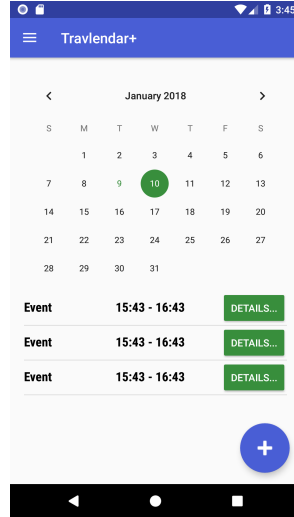 3:45
Travlendar+
January 2018
S M T W T F S
1 2 3 4 5 6
7 8 9 10 11 12 13
14 15 16 17 18 19 20
21 22 23 24 25 26 27
28 29 30 31
Event 15:43 - 16:43 DETAILS...
Event 15:43 - 16:43 DETAILS...
Event 15:43 - 16:43 DETAILS...